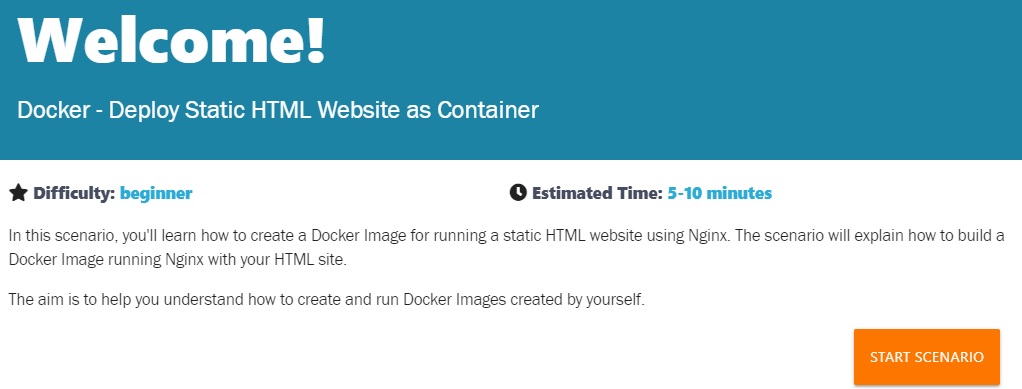 Welcome!
Docker - Deploy Static HTML Website as Container
Difficulty: beginner
Estimated Time: 5-10 minutes
In this scenario, you'll learn how to create a Docker Image for running a static HTML website using Nginx. The scenario will explain how to build a
Docker Image running Nginx with your HTML site.
The aim is to help you understand how to create and run Docker Images created by yourself.
START SCENARIO